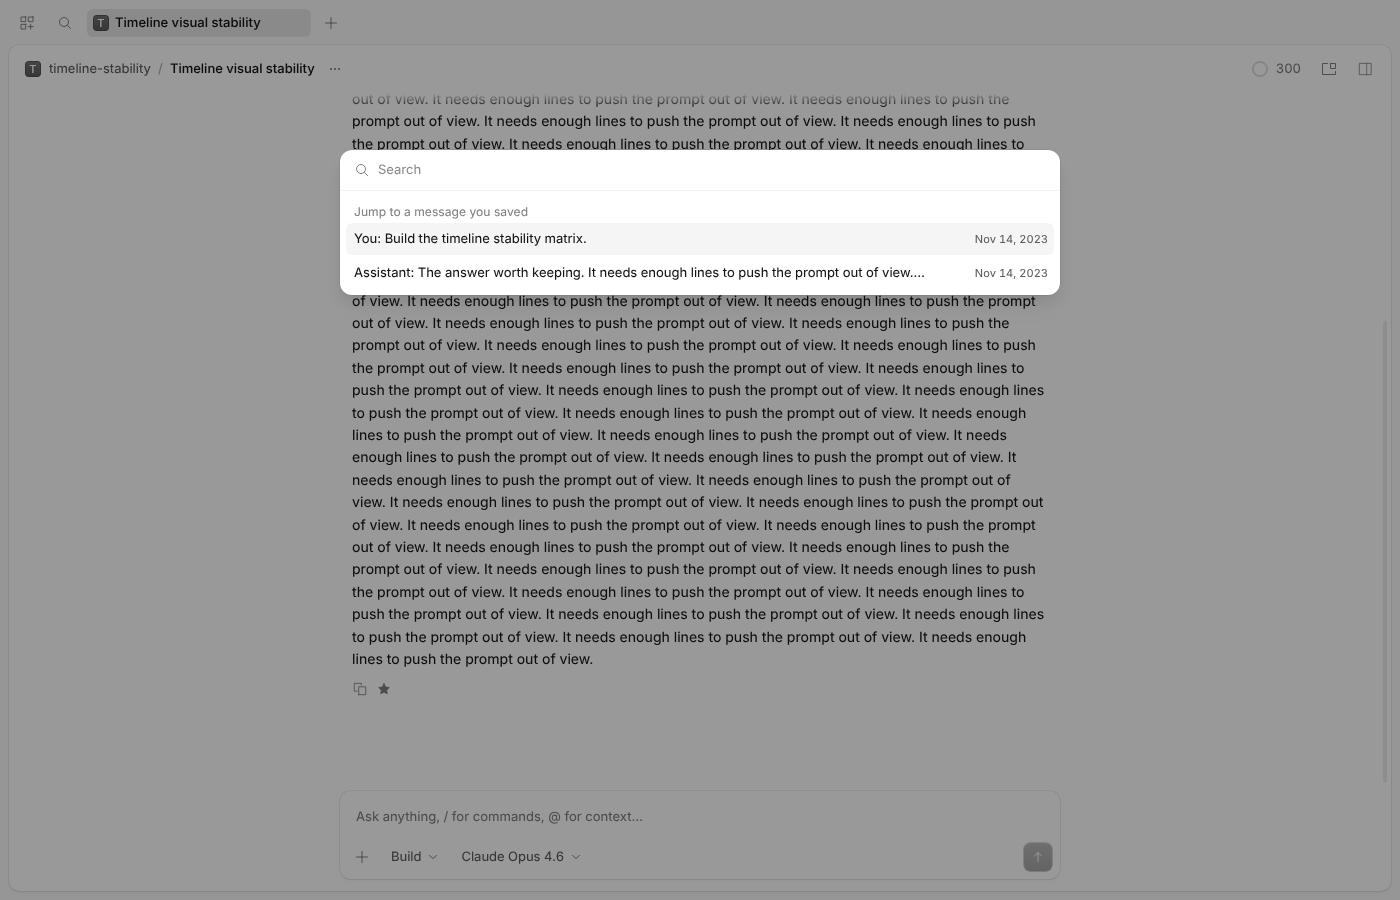 T Timeline visual stability
T timeline-stability / Timeline visual stability ... 300
out of view. It needs enough lines to push the prompt out of view. It needs enough lines to push the
prompt out of view. It needs enough lines to push the prompt out of view. It needs enough lines to push
the prompt out of view. It needs enough lines to push the prompt out of view. It needs enough lines to
Search
Jump to a message you saved
You: Build the timeline stability matrix. Nov 14, 2023
Assistant: The answer worth keeping. It needs enough lines to push the prompt out of view.... Nov 14, 2023
of view. It needs enough lines to push the prompt out of view. It needs enough lines to push the prompt
out of view. It needs enough lines to push the prompt out of view. It needs enough lines to push the
prompt out of view. It needs enough lines to push the prompt out of view. It needs enough lines to push
the prompt out of view. It needs enough lines to push the prompt out of view. It needs enough lines to
push the prompt out of view. It needs enough lines to push the prompt out of view. It needs enough lines
to push the prompt out of view. It needs enough lines to push the prompt out of view. It needs enough
lines to push the prompt out of view. It needs enough lines to push the prompt out of view. It needs
enough lines to push the prompt out of view. It needs enough lines to push the prompt out of view. It
needs enough lines to push the prompt out of view. It needs enough lines to push the prompt out of
view. It needs enough lines to push the prompt out of view. It needs enough lines to push the prompt out
of view. It needs enough lines to push the prompt out of view. It needs enough lines to push the prompt
out of view. It needs enough lines to push the prompt out of view. It needs enough lines to push the
prompt out of view. It needs enough lines to push the prompt out of view. It needs enough lines to push
the prompt out of view. It needs enough lines to push the prompt out of view. It needs enough lines to
push the prompt out of view. It needs enough lines to push the prompt out of view. It needs enough lines
to push the prompt out of view. It needs enough lines to push the prompt out of view. It needs enough
lines to push the prompt out of view.
Ask anything, / for commands, @ for context...
Build Claude Opus 4.6